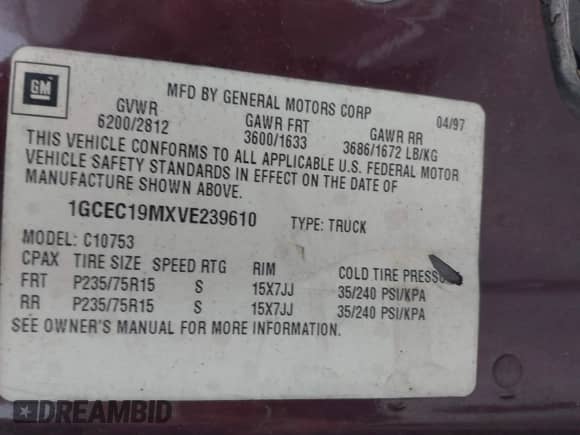 GM
MFD BY GENERAL MOTORS CORP 04/97
GVWR GAWR FRT GAWR RR
6200/2812 3600/1633 3686/1672 LB/KG
THIS VEHICLE CONFORMS TO ALL APPLICABLE U.S. FEDERAL MOTOR
VEHICLE SAFETY STANDARDS IN EFFECT ON THE DATE OF
MANUFACTURE SHOWN ABOVE.
1GCEC19MXVE239610 TYPE: TRUCK
MODEL: C10753
CPAX TIRE SIZE SPEED RTG RIM COLD TIRE PRESSU
FRT P235/75R15 S 15X7JJ 35/240 PSI/KPA
RR P235/75R15 S 15X7JJ 35/240 PSI/KPA
SEE OWNER'S MANUAL FOR MORE INFORMATION.
DREAMBID